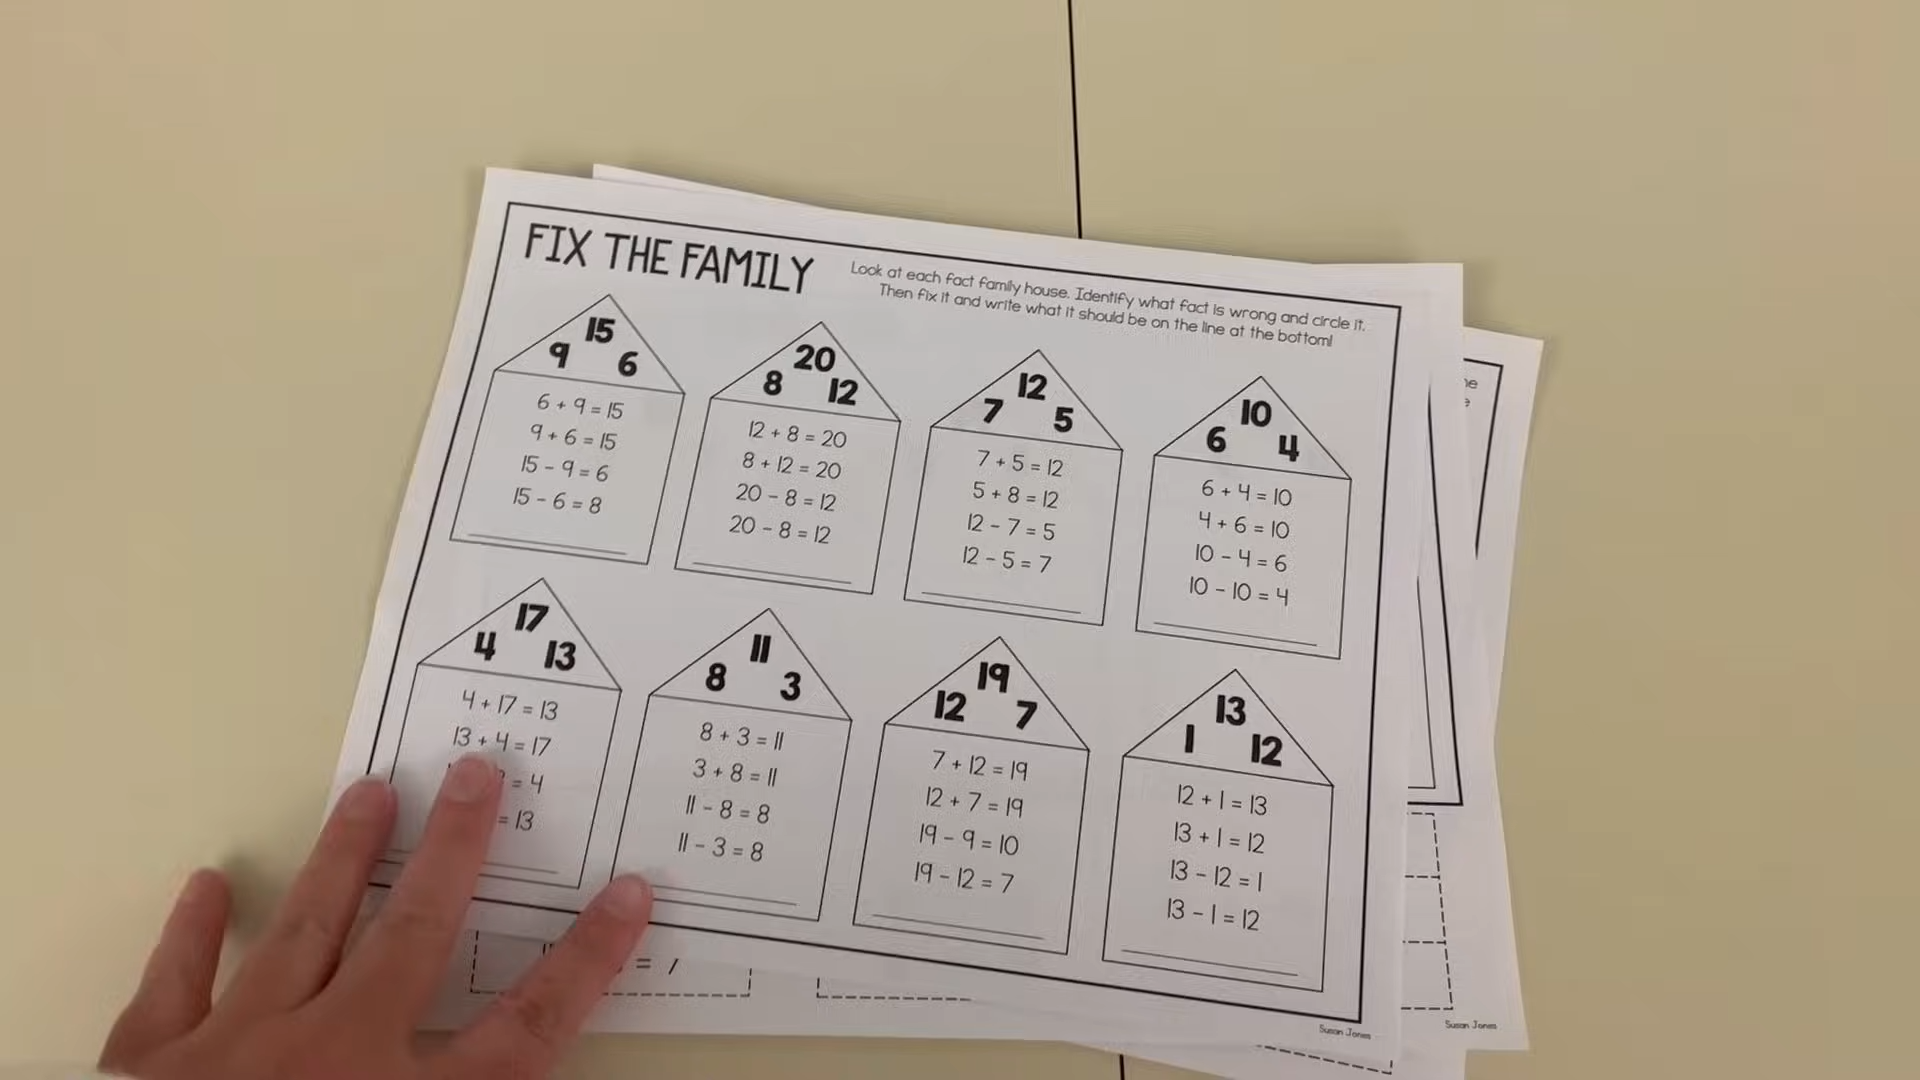 FIX THE FAMILY
Look at each fact family house. Identify what fact is wrong and circle it.
Then fix it and write what it should be on the line at the bottom!
15
9 6
6 + 9 = 15
9 + 6 = 15
15 - 9 = 6
15 - 6 = 8
20
8 12
12 + 8 = 20
8 + 12 = 20
20 - 8 = 12
20 - 8 = 12
12
7 5
7 + 5 = 12
5 + 8 = 12
12 - 7 = 5
12 - 5 = 7
10
6 4
6 + 4 = 10
4 + 6 = 10
10 - 4 = 6
10 - 10 = 4
17
4 13
4 + 17 = 13
13 + 4 = 17
= 4
= 13
11
8 3
8 + 3 = 11
3 + 8 = 11
11 - 8 = 8
11 - 3 = 8
19
12 7
7 + 12 = 19
12 + 7 = 19
19 - 9 = 10
19 - 12 = 7
13
1 12
12 + 1 = 13
13 + 1 = 12
13 - 12 = 1
13 - 1 = 12
Susan Jones
Susan Jones